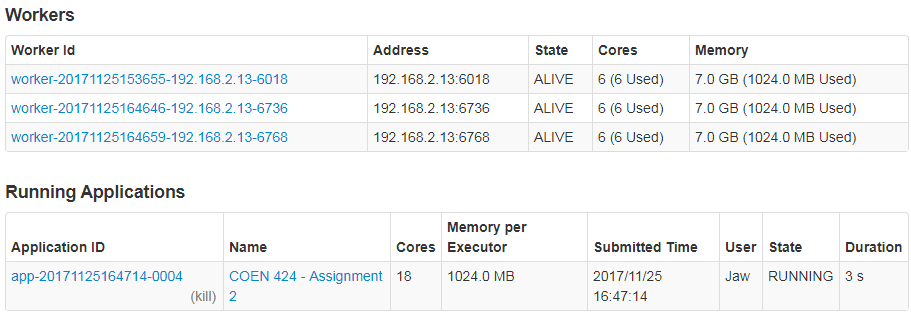 Workers
Worker Id Address State Cores Memory
worker-20171125153655-192.168.2.13-6018 192.168.2.13:6018 ALIVE 6 (6 Used) 7.0 GB (1024.0 MB Used)
worker-20171125164646-192.168.2.13-6736 192.168.2.13:6736 ALIVE 6 (6 Used) 7.0 GB (1024.0 MB Used)
worker-20171125164659-192.168.2.13-6768 192.168.2.13:6768 ALIVE 6 (6 Used) 7.0 GB (1024.0 MB Used)
Running Applications
Memory per
Application ID Name Cores Executor Submitted Time User State Duration
app-20171125164714-0004 COEN 424 - Assignment 18 1024.0 MB 2017/11/25 Jaw RUNNING 3 s
(kill) 2 16:47:14